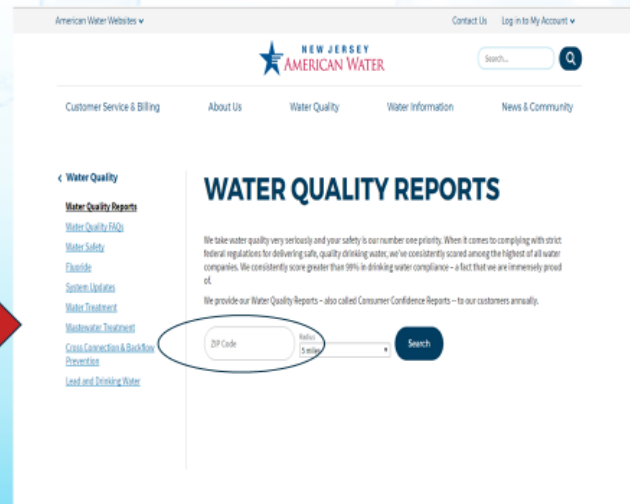 American Water Websites
Contact Us Log in to My Account
NEW JERSEY
AMERICAN WATER
Search...
Customer Service & Billing About Us Water Quality Water Information News & Community
Water Quality
Water Quality Reports
Water Quality FAQs
Water Safety
Fluoride
System Updates
Water Treatment
Wastewater Treatment
Cross Connection & Backflow
Prevention
Lead and Drinking Water
WATER QUALITY REPORTS
We take water quality very seriously and your safety is our number one priority. When it comes to complying with strict
federal regulations for delivering safe, quality drinking water, we've consistently scored among the highest of all water
companies. We consistently score greater than 99% in drinking water compliance – a fact that we are immensely proud
of.
We provide our Water Quality Reports – also called Consumer Confidence Reports – to our customers annually.
ZIP Code
Radius
5 miles
Search